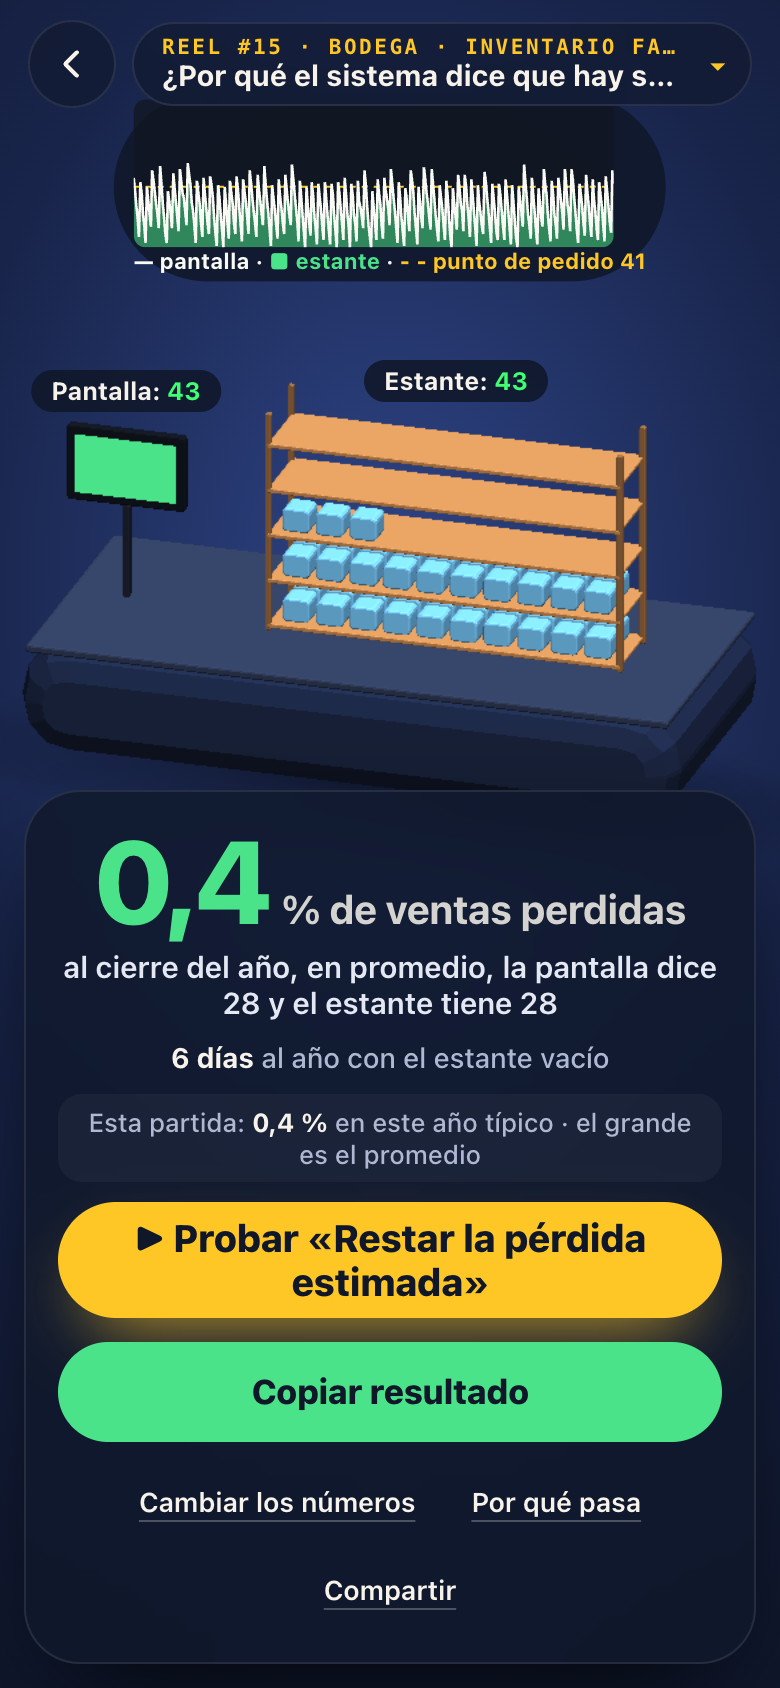 REEL #15 · BODEGA · INVENTARIO FA…
¿Por qué el sistema dice que hay s...
— pantalla · estante · - - punto de pedido 41
Pantalla: 43
Estante: 43
0,4 % de ventas perdidas
al cierre del año, en promedio, la pantalla dice
28 y el estante tiene 28
6 días al año con el estante vacío
Esta partida: 0,4 % en este año típico · el grande
es el promedio
Probar «Restar la pérdida
estimada»
Copiar resultado
Cambiar los números
Por qué pasa
Compartir